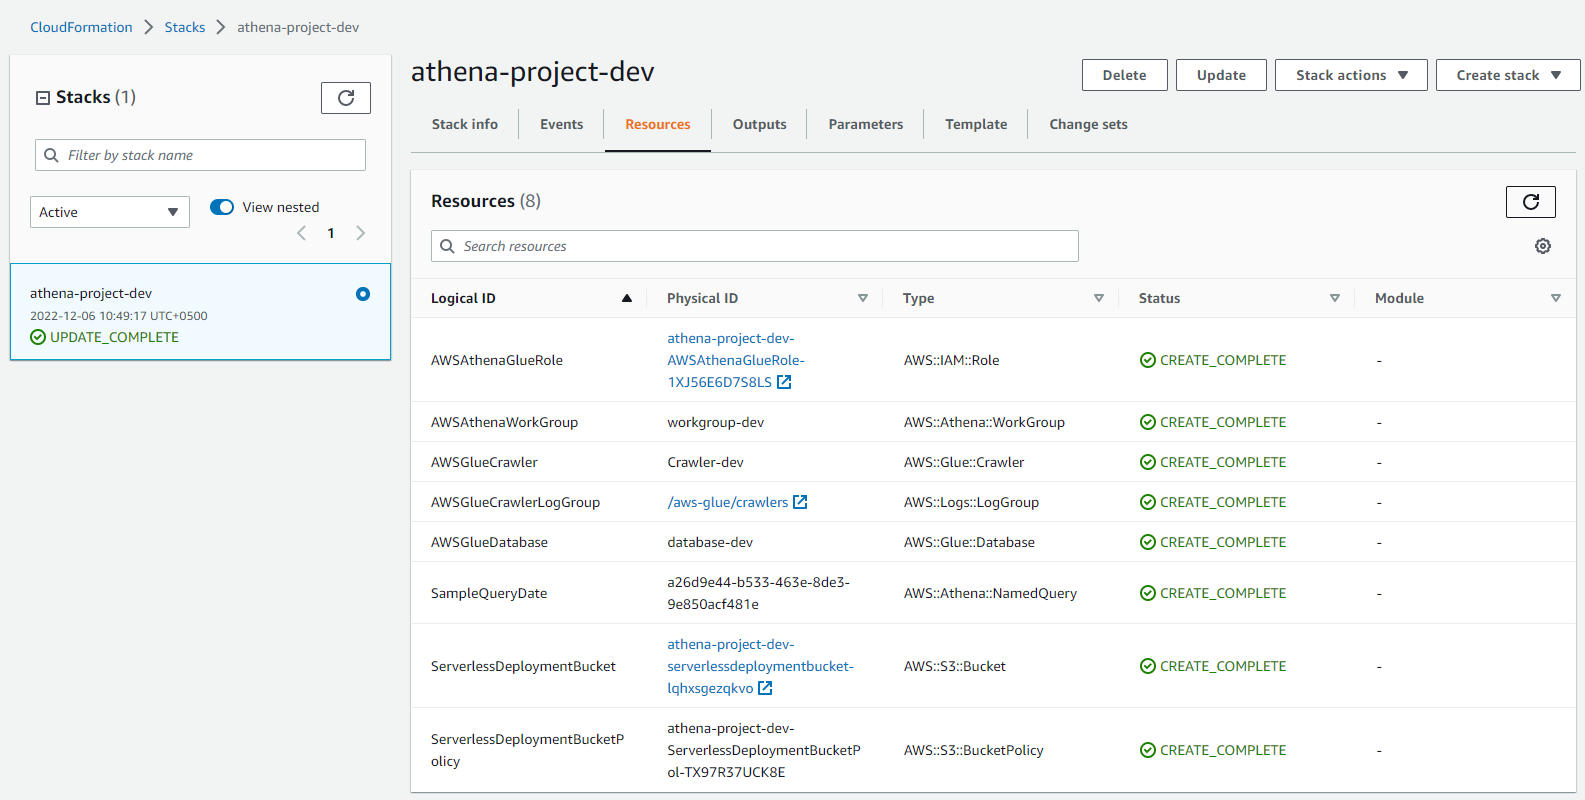 CloudFormation > Stacks > athena-project-dev
Stacks (1)
Filter by stack name
Active
View nested
1
athena-project-dev
2022-12-06 10:49:17 UTC+0500
UPDATE_COMPLETE
athena-project-dev
Delete Update Stack actions Create stack
Stack info Events Resources Outputs Parameters Template Change sets
Resources (8)
Search resources
Logical ID Physical ID Type Status Module
athena-project-dev-
AWSAthenaGlueRole AWSAthenaGlueRole- AWS::IAM::Role CREATE_COMPLETE -
1XJ56E6D7S8LS
AWSAthenaWorkGroup workgroup-dev AWS::Athena::WorkGroup CREATE_COMPLETE -
AWSGlueCrawler Crawler-dev AWS::Glue::Crawler CREATE_COMPLETE -
AWSGlueCrawlerLogGroup /aws-glue/crawlers AWS::Logs::LogGroup CREATE_COMPLETE -
AWSGlueDatabase database-dev AWS::Glue::Database CREATE_COMPLETE -
a26d9e44-b533-463e-8de3-
SampleQueryDate AWS::Athena::NamedQuery CREATE_COMPLETE -
9e850acf481e
athena-project-dev-
ServerlessDeploymentBucket serverlessdeploymentbucket- AWS::S3::Bucket CREATE_COMPLETE -
lqhxsgezqkvo
athena-project-dev-
ServerlessDeploymentBucketP ServerlessDeploymentBucketP AWS::S3::BucketPolicy CREATE_COMPLETE -
olicy ol-TX97R37UCK8E